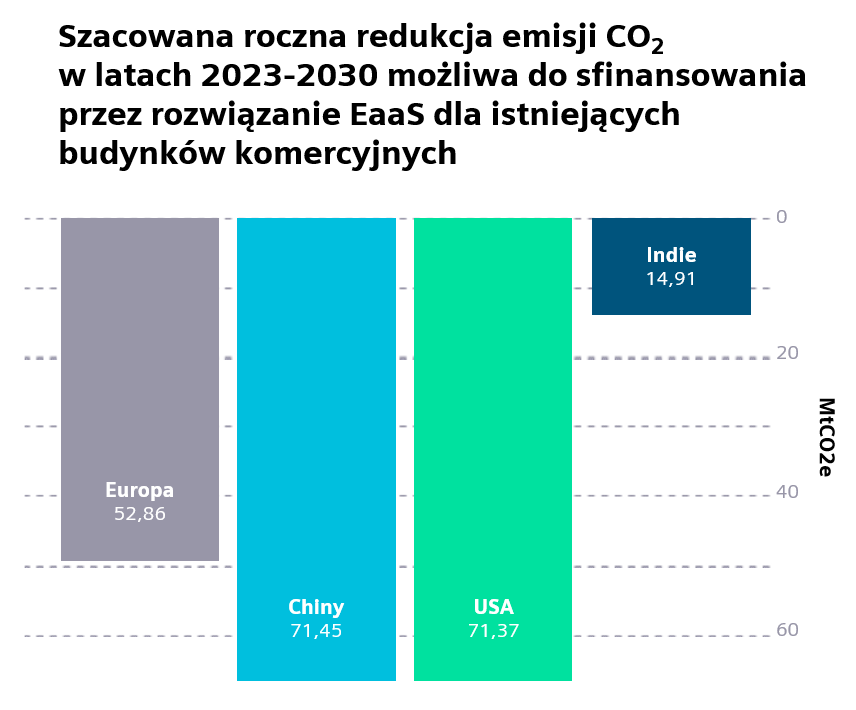 Szacowana roczna redukcja emisji CO₂
w latach 2023-2030 możliwa do sfinansowania
przez rozwiązanie EaaS dla istniejących
budynków komercyjnych
0
Indie
14,91
20
MtCO2e
Europa
52,86
40
Chiny
71,45
USA
71,37
60